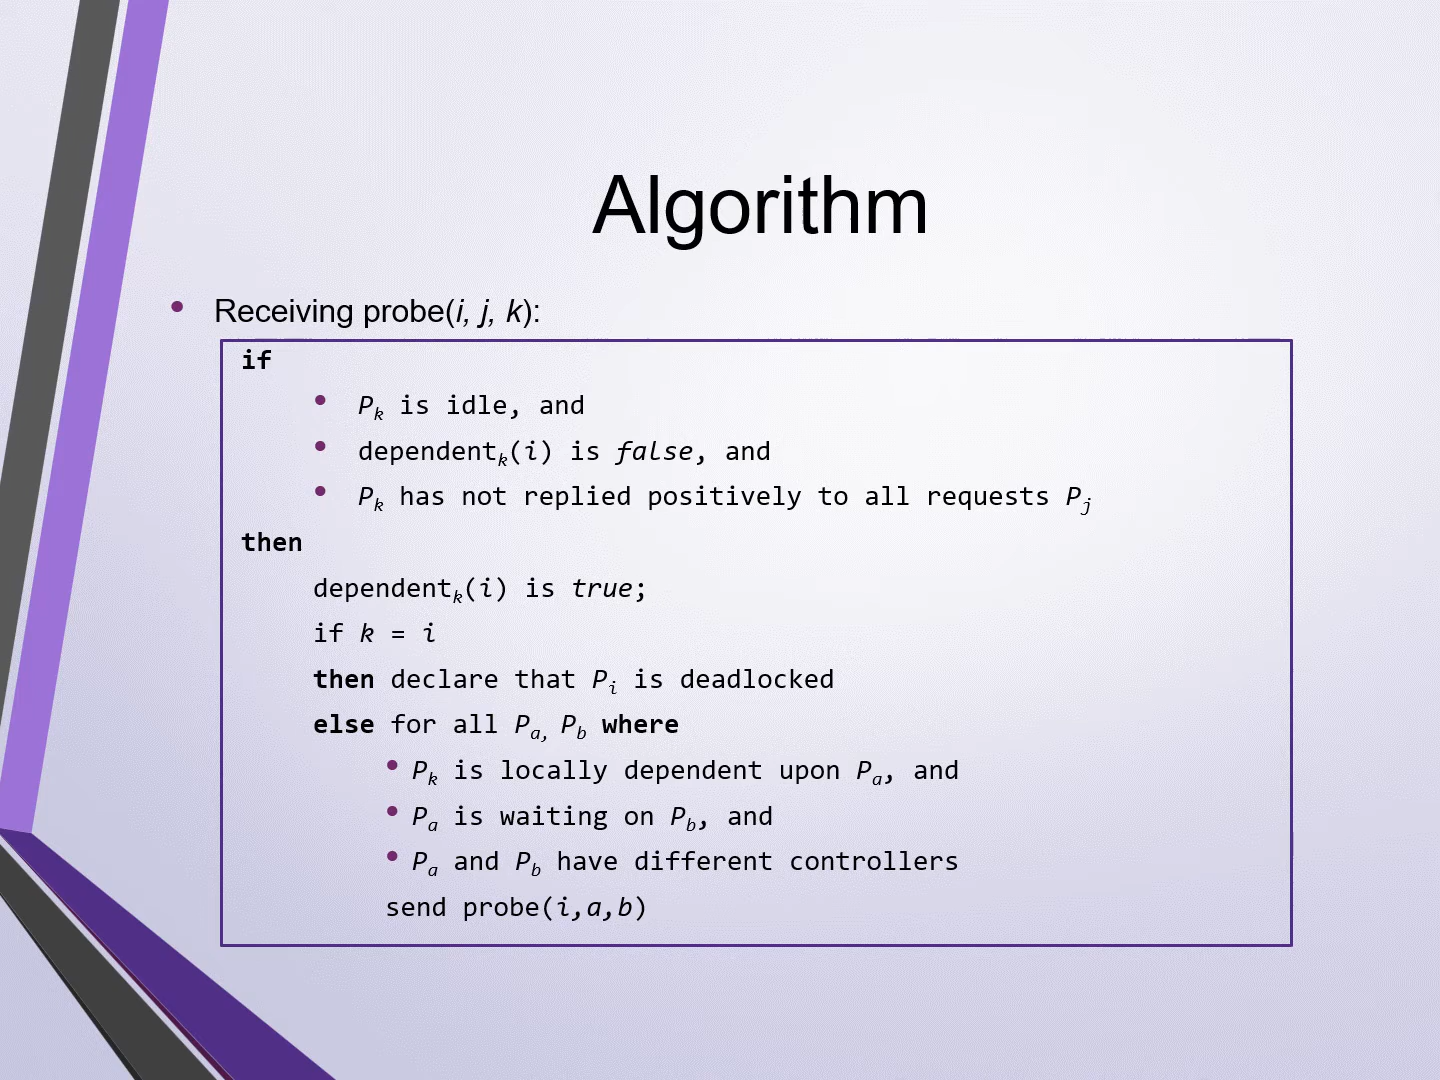 Algorithm
• Receiving probe(i, j, k):
if
• Pk is idle, and
• dependentk(i) is false, and
• Pk has not replied positively to all requests Pj
then
dependentk(i) is true;
if k = i
then declare that Pi is deadlocked
else for all Pa, Pb where
• Pk is locally dependent upon Pa, and
• Pa is waiting on Pb, and
• Pa and Pb have different controllers
send probe(i,a,b)